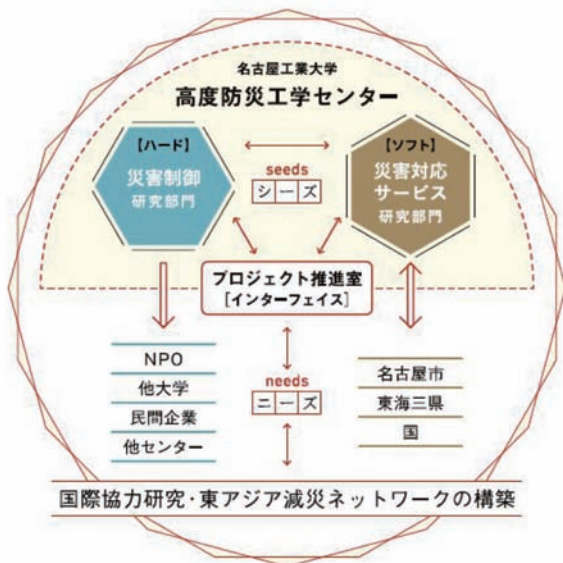 名古屋工業大学
高度防災工学センター
【ハード】
災害制御
研究部門
seeds
シーズ
【ソフト】
災害対応
サービス
研究部門
プロジェクト推進室
[インターフェイス]
NPO
他大学
民間企業
他センター
needs
ニーズ
名古屋市
東海三県
国
国際協力研究・東アジア減災ネットワークの構築